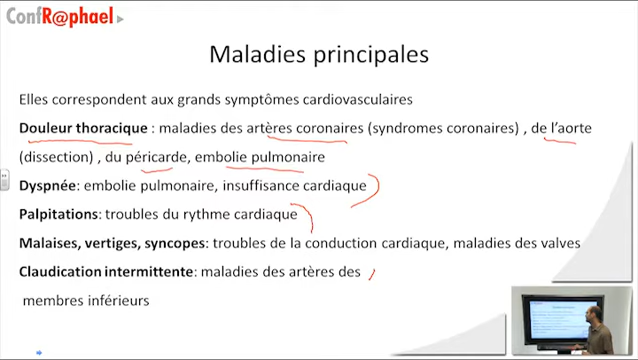 ConfR@phael
Maladies principales
Elles correspondent aux grands symptômes cardiovasculaires
Douleur thoracique : maladies des artères coronaires (syndromes coronaires) , de l'aorte
(dissection) , du péricarde, embolie pulmonaire
Dyspnée: embolie pulmonaire, insuffisance cardiaque
Palpitations: troubles du rythme cardiaque
Malaises, vertiges, syncopes: troubles de la conduction cardiaque, maladies des valves
Claudication intermittente: maladies des artères des
membres inférieurs